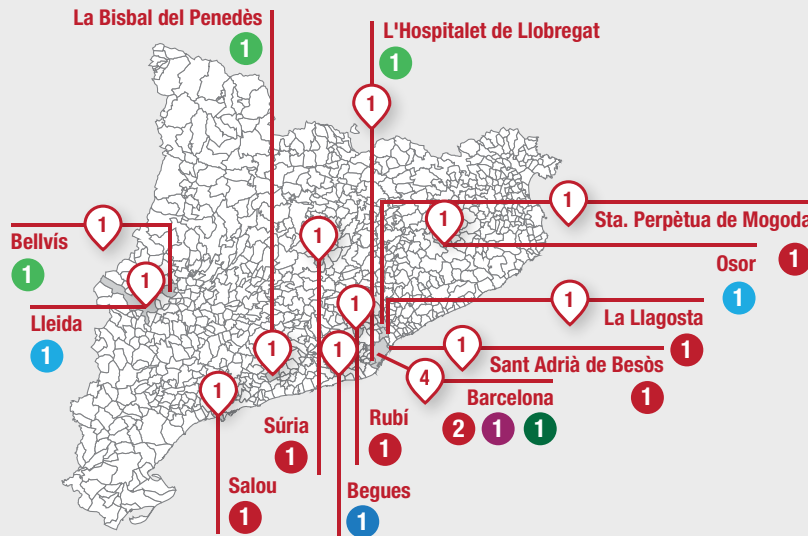 La Bisbal del Penedès
1
L'Hospitalet de Llobregat
1
1
1
Sta. Perpètua de Mogoda
1
1
Bellvís
1
1
1
Osor
1
1
Lleida
1
1
La Llagosta
1
1
Sant Adrià de Besòs
1
1
1
1
4
Barcelona
2 1 1
1
Súria
1
Rubí
1
Salou
1
Begues
1